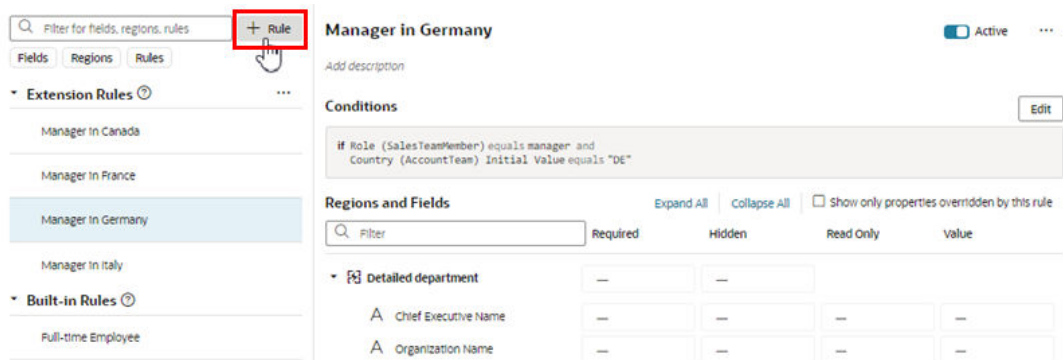 Filter for fields, regions, rules
+ Rule
Fields Regions Rules
Extension Rules ?
...
Manager in Canada
Manager in France
Manager in Germany
Manager in Italy
Built-in Rules ?
Full-time Employee
Manager in Germany
Active ...
Add description
Conditions
Edit
if Role (SalesTeamMember) equals manager and
Country (AccountTeam) Initial Value equals "DE"
Regions and Fields
Expand All Collapse All Show only properties overridden by this rule
Filter Required Hidden Read Only Value
Detailed department — —
A Chief Executive Name — — — —
A Organization Name — — — —